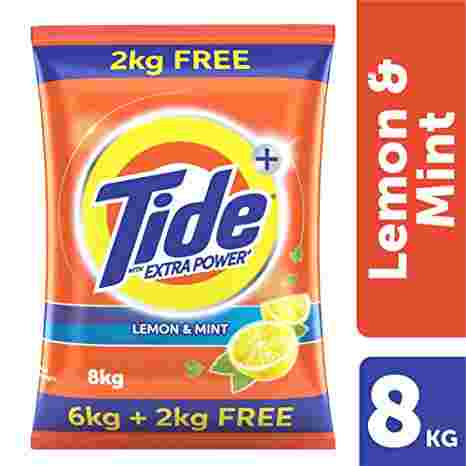 2kg FREE
+
Tide
WITH EXTRA POWER
LEMON & MINT
8kg
6kg + 2kg FREE
Lemon &
Mint
8 KG